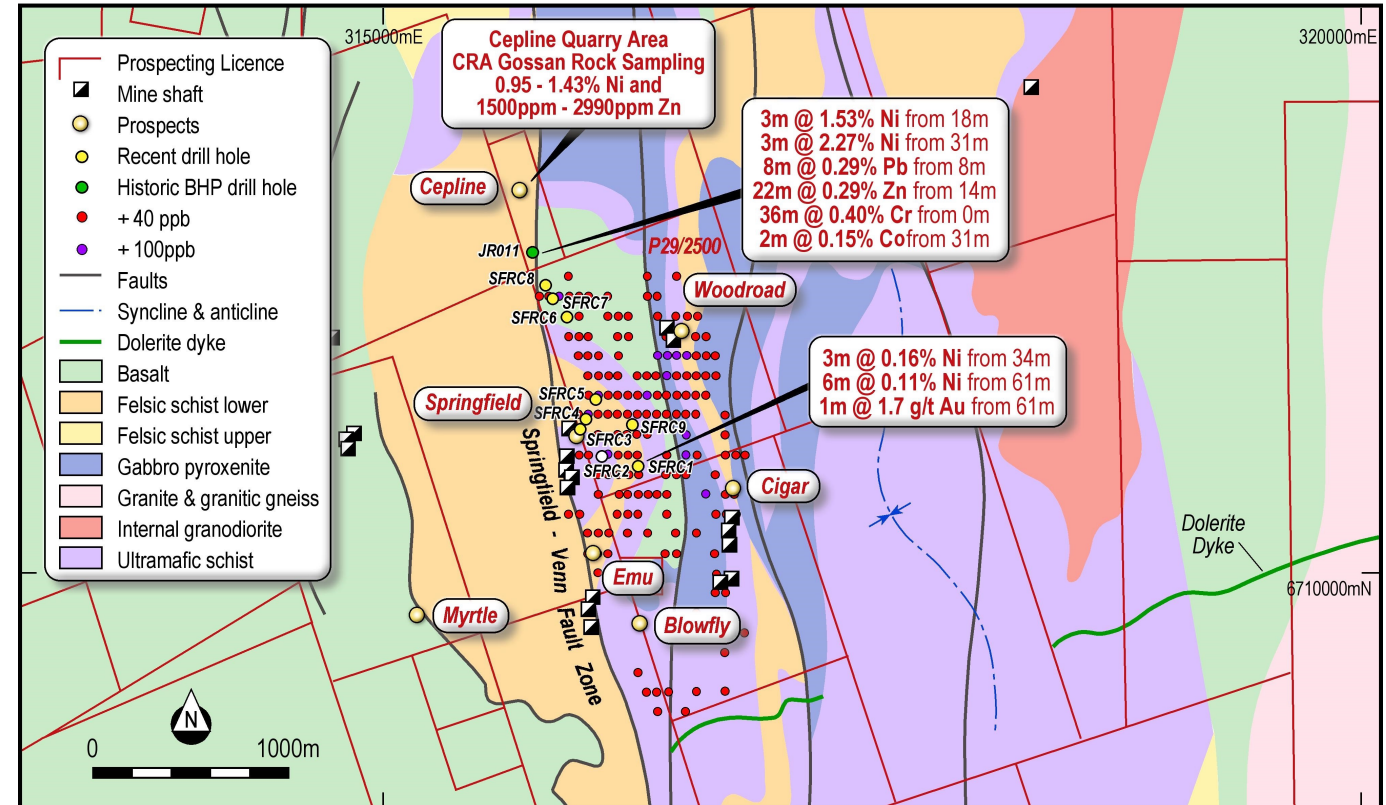 315000mE
320000mE
Prospecting Licence
Mine shaft
Prospects
Recent drill hole
Historic BHP drill hole
+ 40 ppb
+ 100ppb
Faults
Syncline & anticline
Dolerite dyke
Basalt
Felsic schist lower
Felsic schist upper
Gabbro pyroxenite
Granite & granitic gneiss
Internal granodiorite
Ultramafic schist
Cepline Quarry Area
CRA Gossan Rock Sampling
0.95 - 1.43% Ni and
1500ppm - 2990ppm Zn
3m @ 1.53% Ni from 18m
3m @ 2.27% Ni from 31m
8m @ 0.29% Pb from 8m
22m @ 0.29% Zn from 14m
36m @ 0.40% Cr from 0m
2m @ 0.15% Cofrom 31m
Cepline
JR011
P29/2500
SFRC8
SFRC7
SFRC6
Woodroad
3m @ 0.16% Ni from 34m
6m @ 0.11% Ni from 61m
1m @ 1.7 g/t Au from 61m
Springfield
SFRC5
SFRC4
SFRC3
SFRC9
SFRC2
SFRC1
Cigar
Springfield - Venn Fault Zone
Dolerite
Dyke
Emu
6710000mN
Myrtle
Blowfly
N
0
1000m